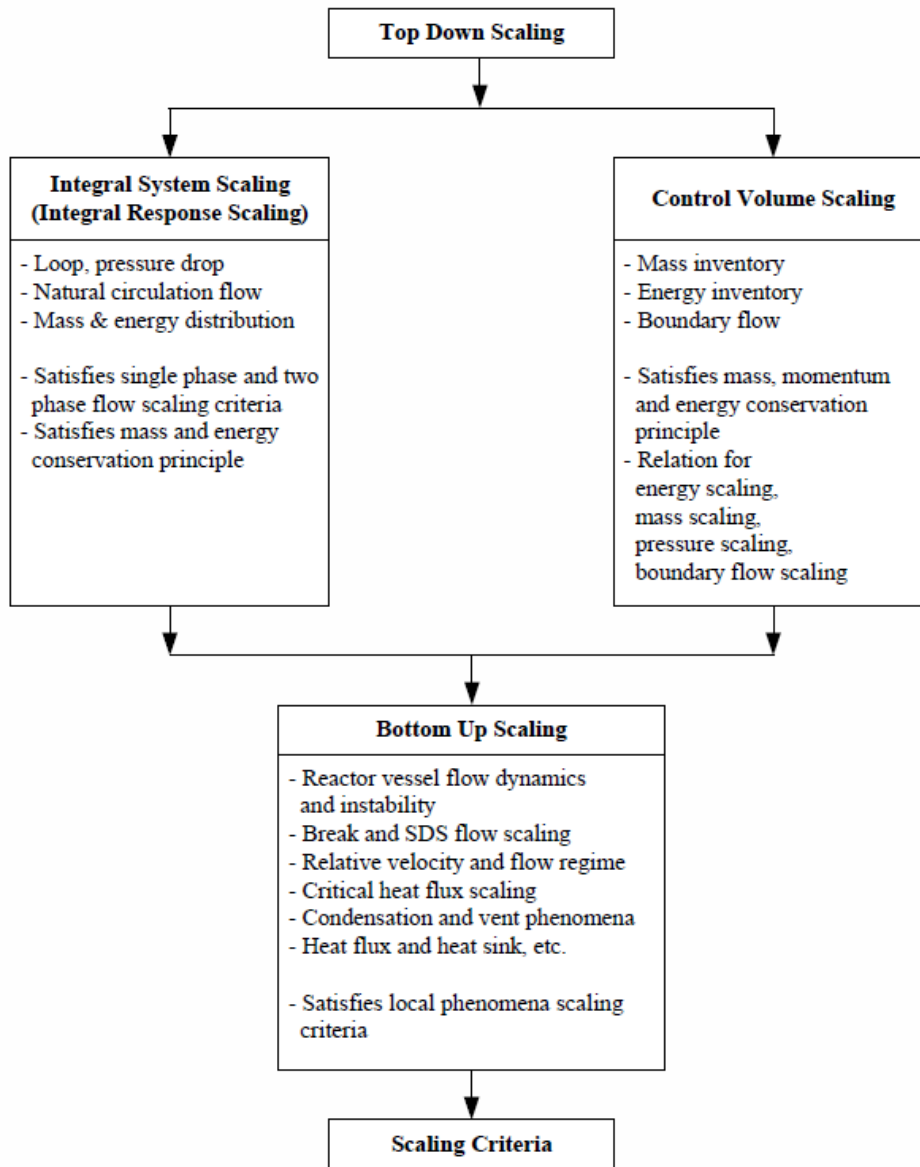 Top Down Scaling
Integral System Scaling
(Integral Response Scaling)
- Loop, pressure drop
- Natural circulation flow
- Mass & energy distribution
- Satisfies single phase and two
phase flow scaling criteria
- Satisfies mass and energy
conservation principle
Control Volume Scaling
- Mass inventory
- Energy inventory
- Boundary flow
- Satisfies mass, momentum
and energy conservation
principle
- Relation for
energy scaling,
mass scaling,
pressure scaling,
boundary flow scaling
Bottom Up Scaling
- Reactor vessel flow dynamics
and instability
- Break and SDS flow scaling
- Relative velocity and flow regime
- Critical heat flux scaling
- Condensation and vent phenomena
- Heat flux and heat sink, etc.
- Satisfies local phenomena scaling
criteria
Scaling Criteria